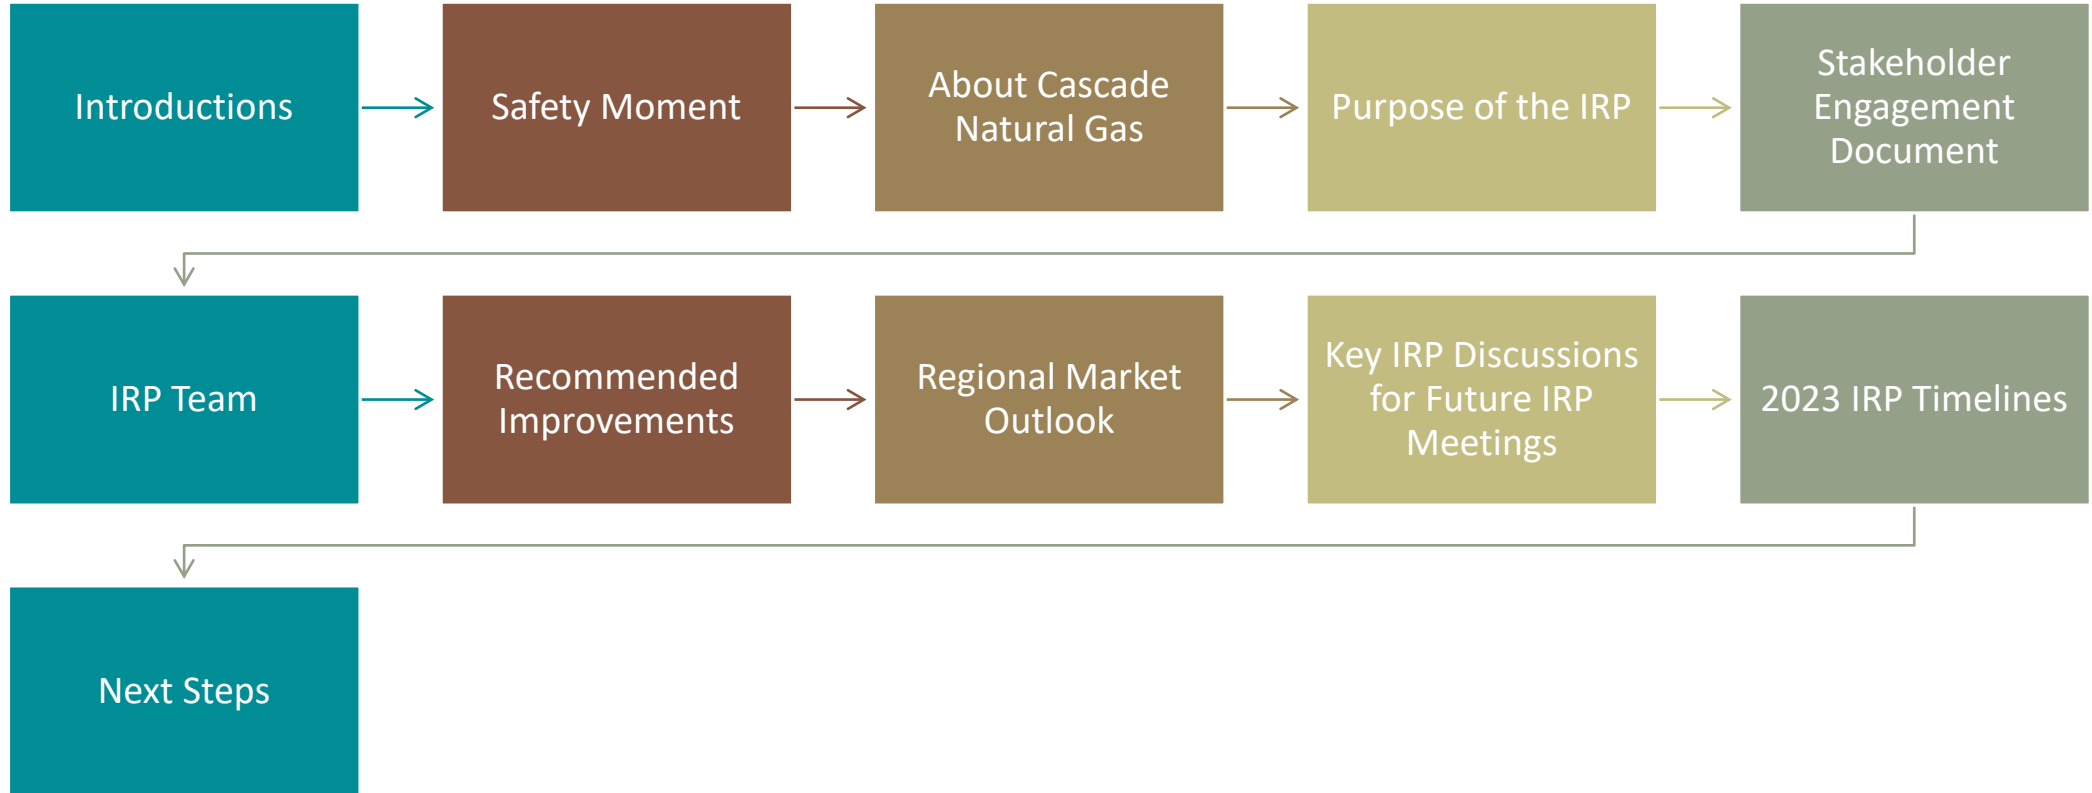 Introductions
Safety Moment
About Cascade
Natural Gas
Purpose of the IRP
Stakeholder
Engagement
Document
IRP Team
Recommended
Improvements
Regional Market
Outlook
Key IRP Discussions
for Future IRP
Meetings
2023 IRP Timelines
Next Steps